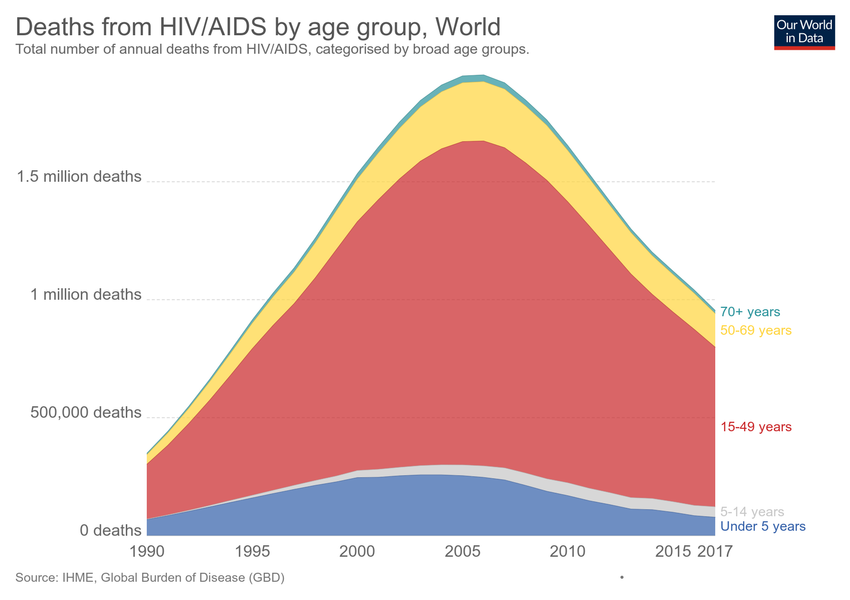 Deaths from HIV/AIDS by age group, World
Our World
in Data
Total number of annual deaths from HIV/AIDS, categorised by broad age groups.
1.5 million deaths
1 million deaths
500,000 deaths
0 deaths
70+ years
50-69 years
15-49 years
5-14 years
Under 5 years
1990 1995 2000 2005 2010 2015 2017
Source: IHME, Global Burden of Disease (GBD)